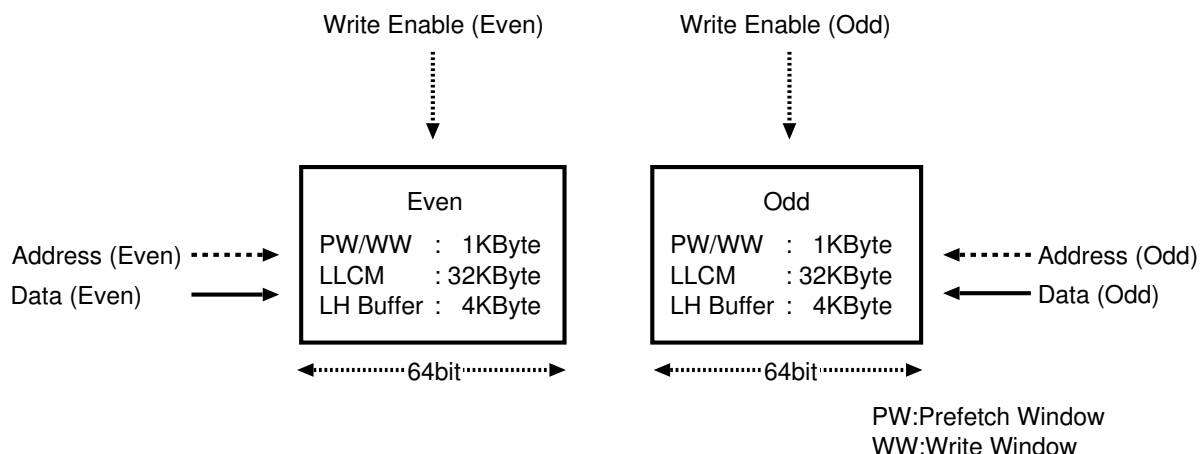 Write Enable (Even)
Write Enable (Odd)
Even
PW/WW : 1KByte
LLCM : 32KByte
LH Buffer : 4KByte
Odd
PW/WW : 1KByte
LLCM : 32KByte
LH Buffer : 4KByte
Address (Even)
Data (Even)
Address (Odd)
Data (Odd)
64bit
64bit
PW:Prefetch Window
WW:Write Window